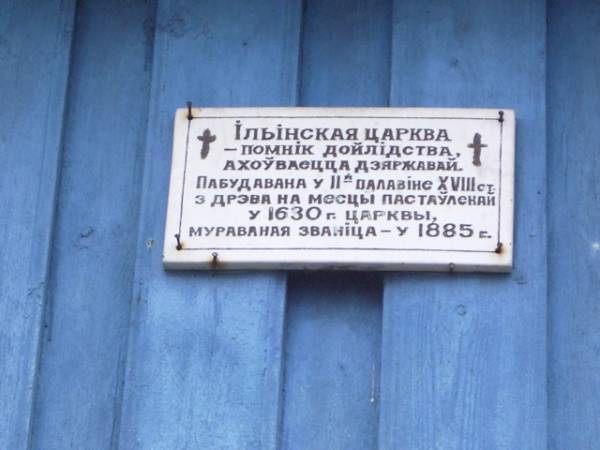 Ільінская царква
– помнік дойлідства,
ахоўваецца дзяржавай.
Пабудавана у IIй палавіне XVIII ст.
з дрэва на месцы пастаўленай
у 1630 г. царквы,
мураваная званіца – у 1885 г.